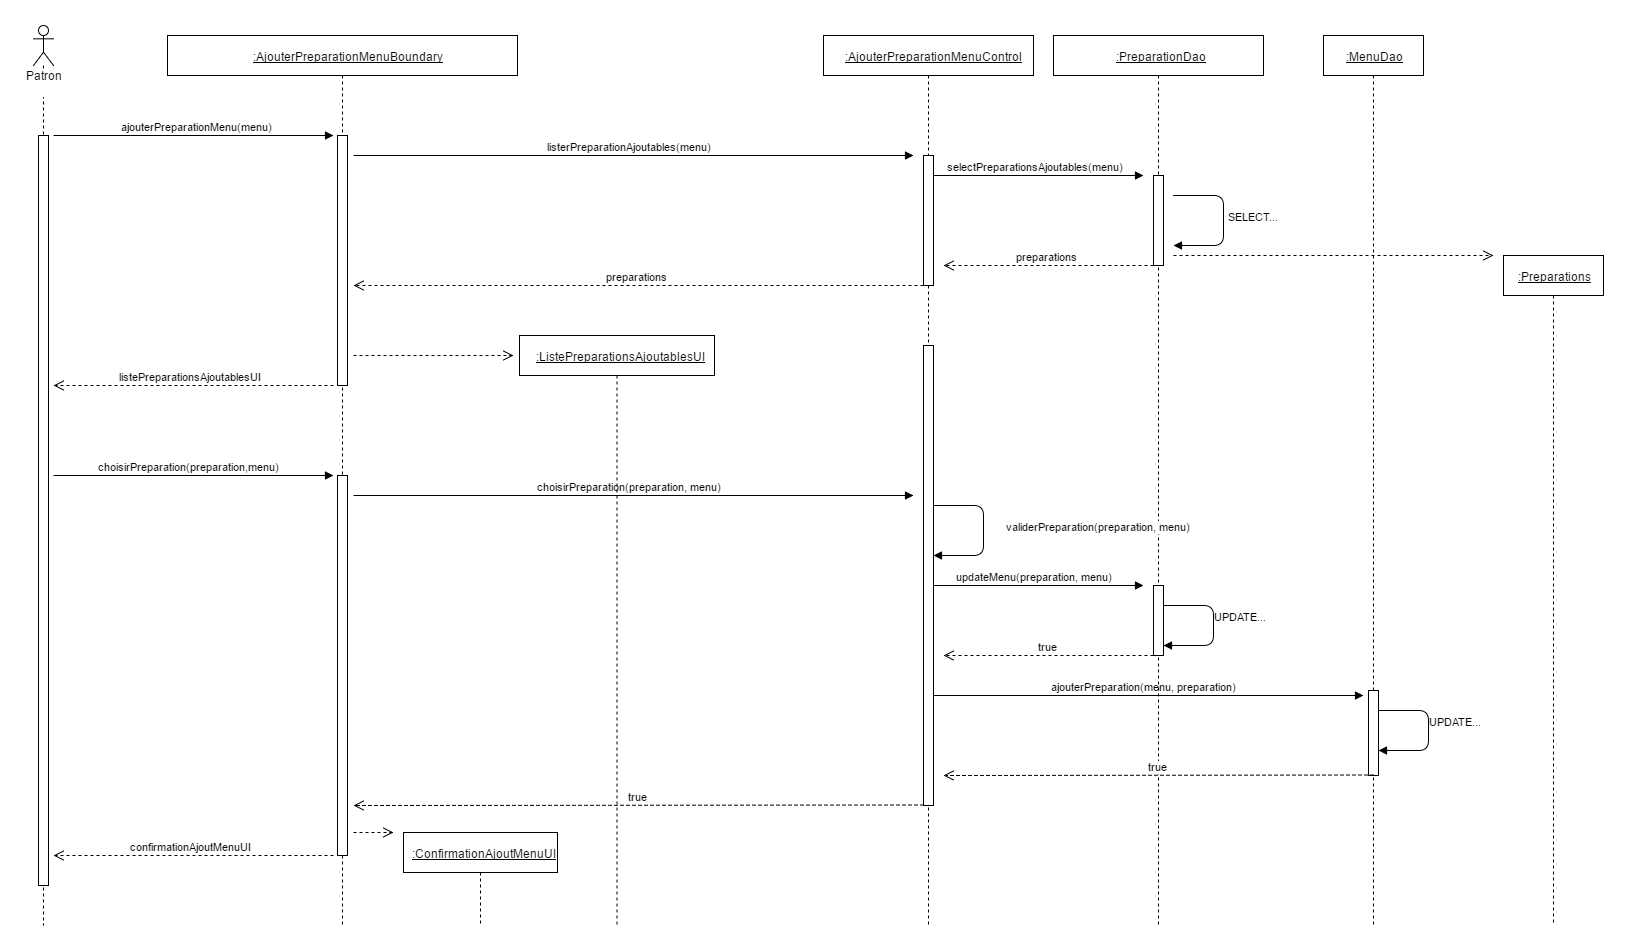 Patron
:AjouterPreparationMenuBoundary
:AjouterPreparationMenuControl
:PreparationDao
:MenuDao
ajouterPreparationMenu(menu)
listerPreparationAjoutables(menu)
selectPreparationsAjoutables(menu)
SELECT...
preparations
:Preparations
preparations
:ListePreparationsAjoutablesUI
listePreparationsAjoutablesUI
choisirPreparation(preparation,menu)
choisirPreparation(preparation, menu)
validerPreparation(preparation, menu)
updateMenu(preparation, menu)
UPDATE...
true
ajouterPreparation(menu, preparation)
UPDATE...
true
true
confirmationAjoutMenuUI
:ConfirmationAjoutMenuUI